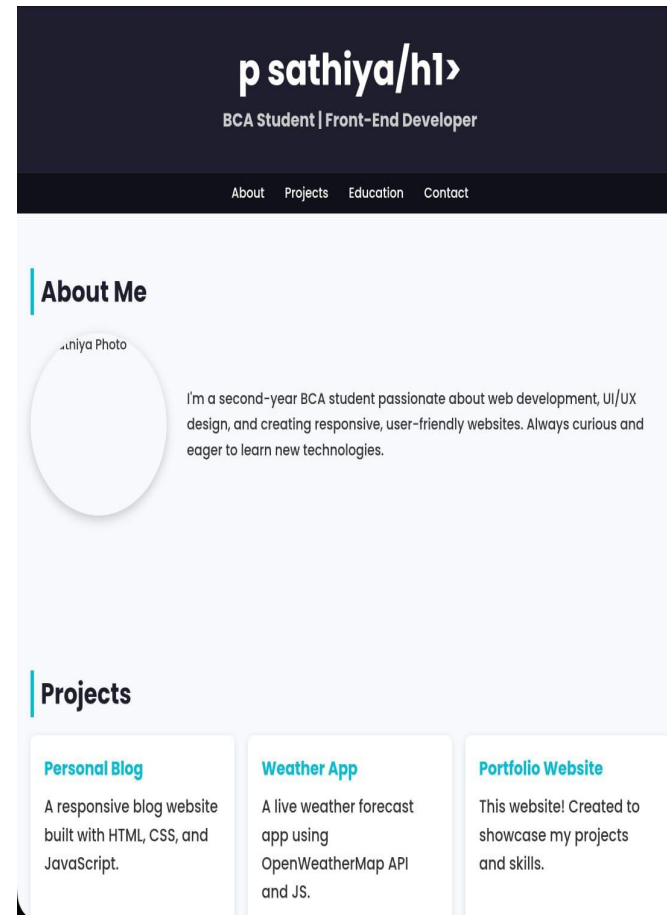 p sathiya/h1>
BCA Student | Front-End Developer
About Projects Education Contact
About Me
Photo
I'm a second-year BCA student passionate about web development, UI/UX
design, and creating responsive, user-friendly websites. Always curious and
eager to learn new technologies.
Projects
Personal Blog
A responsive blog website
built with HTML, CSS, and
JavaScript.
Weather App
A live weather forecast
app using
OpenWeatherMap API
and JS.
Portfolio Website
This website! Created to
showcase my projects
and skills.